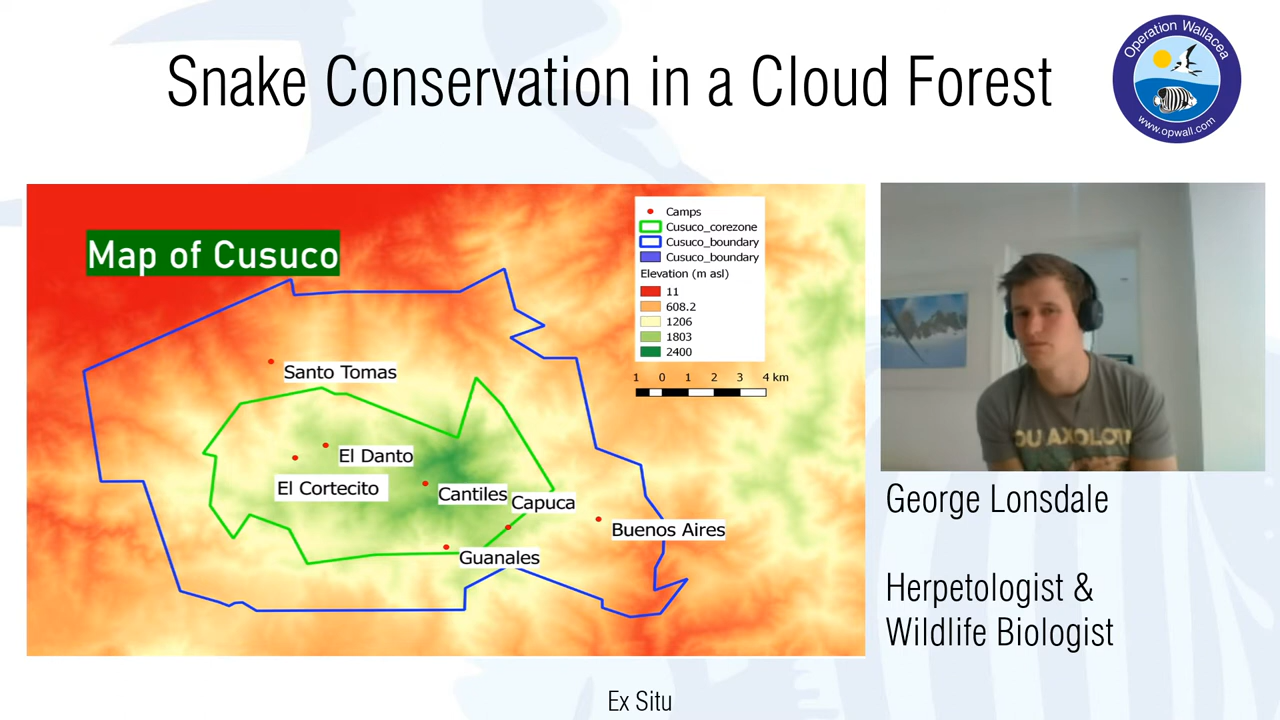 Snake Conservation in a Cloud Forest
Operation Wallacea
www.opwall.com
Map of Cusuco
Camps
Cusuco_corezone
Cusuco_boundary
Cusuco_boundary
Elevation (m asl)
11
608.2
1206
1803
2400
1 0 1 2 3 4 km
Santo Tomas
El Danto
El Cortecito
Cantiles
Capuca
Buenos Aires
Guanales
OU AXOLOT
George Lonsdale
Herpetologist &
Wildlife Biologist
Ex Situ